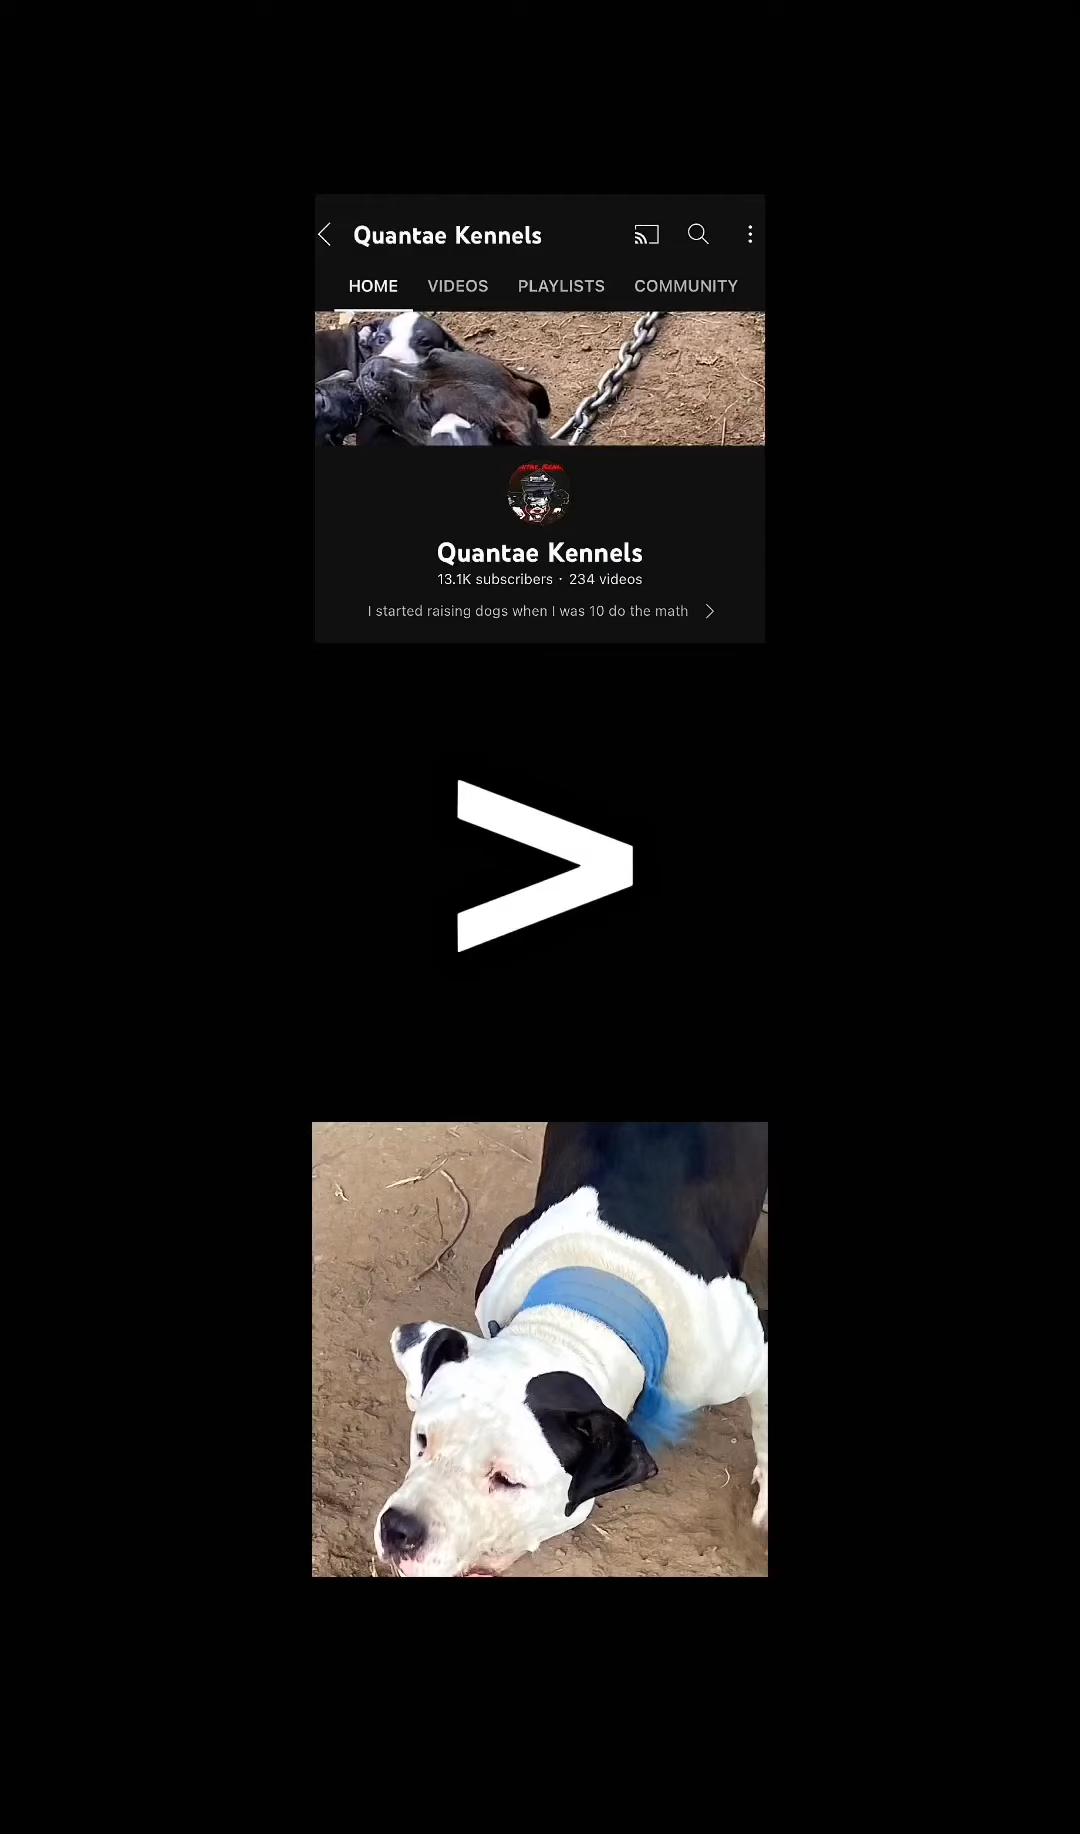 Quantae Kennels
HOME VIDEOS PLAYLISTS COMMUNITY
Quantae Kennels
13.1K subscribers · 234 videos
I started raising dogs when I was 10 do the math
>